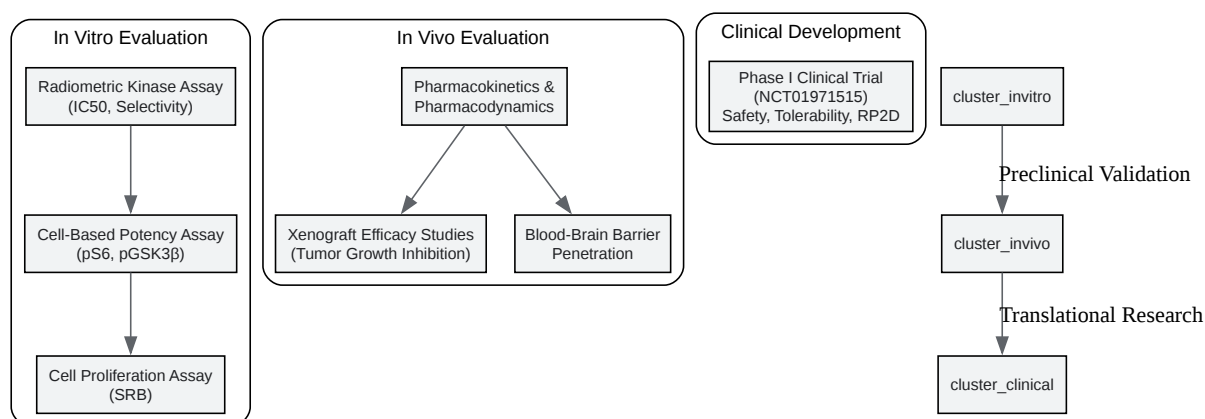 In Vitro Evaluation
Radiometric Kinase Assay
(IC50, Selectivity)
Cell-Based Potency Assay
(pS6, pGSK3β)
Cell Proliferation Assay
(SRB)
In Vivo Evaluation
Pharmacokinetics &
Pharmacodynamics
Xenograft Efficacy Studies
(Tumor Growth Inhibition)
Blood-Brain Barrier
Penetration
Clinical Development
Phase I Clinical Trial
(NCT01971515)
Safety, Tolerability, RP2D
cluster_invitro
Preclinical Validation
cluster_invivo
Translational Research
cluster_clinical